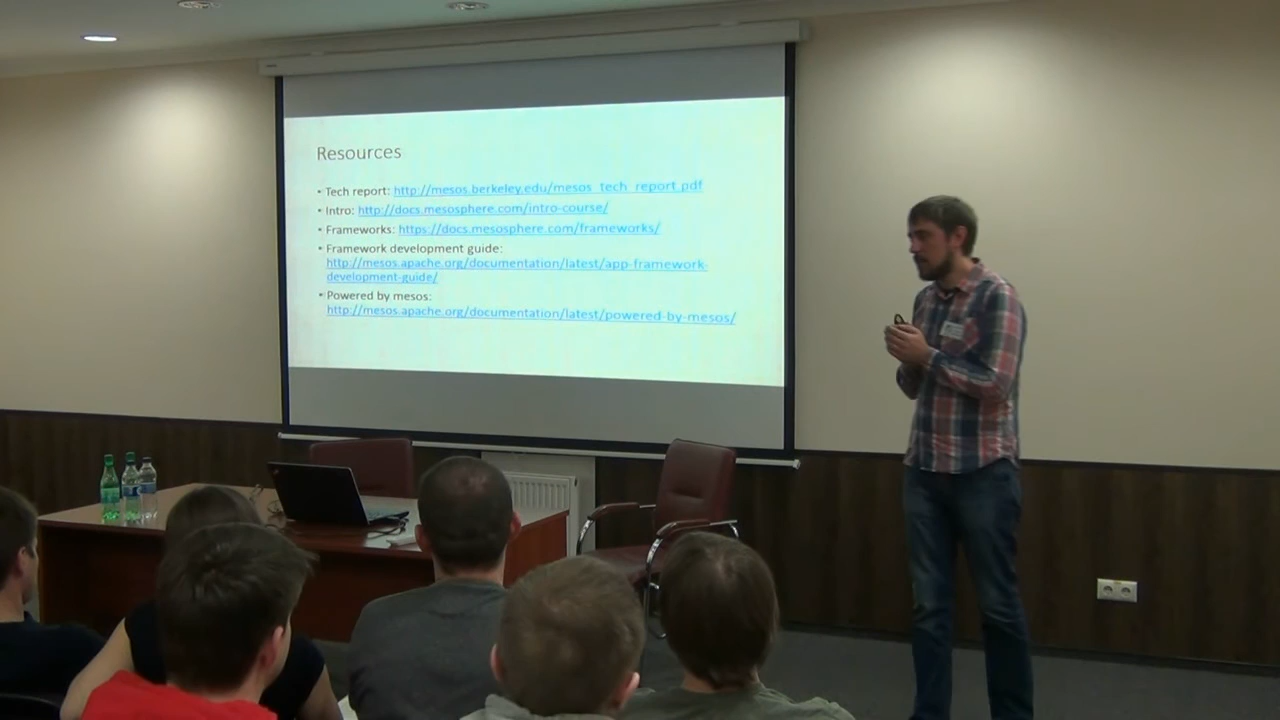 Resources
• Tech report: http://mesos.berkeley.edu/mesos_tech_report.pdf
• Intro: http://docs.mesosphere.com/intro-course/
• Frameworks: https://docs.mesosphere.com/frameworks/
• Framework development guide:
http://mesos.apache.org/documentation/latest/app-framework-
development-guide/
• Powered by mesos:
http://mesos.apache.org/documentation/latest/powered-by-mesos/